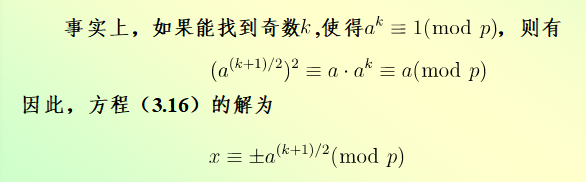 事实上，如果能找到奇数k,使得a^k ≡ 1(mod p)，则有
(a^{(k+1)/2})^2 ≡ a · a^k ≡ a(mod p)
因此，方程（3.16）的解为
x ≡ ±a^{(k+1)/2}(mod p)